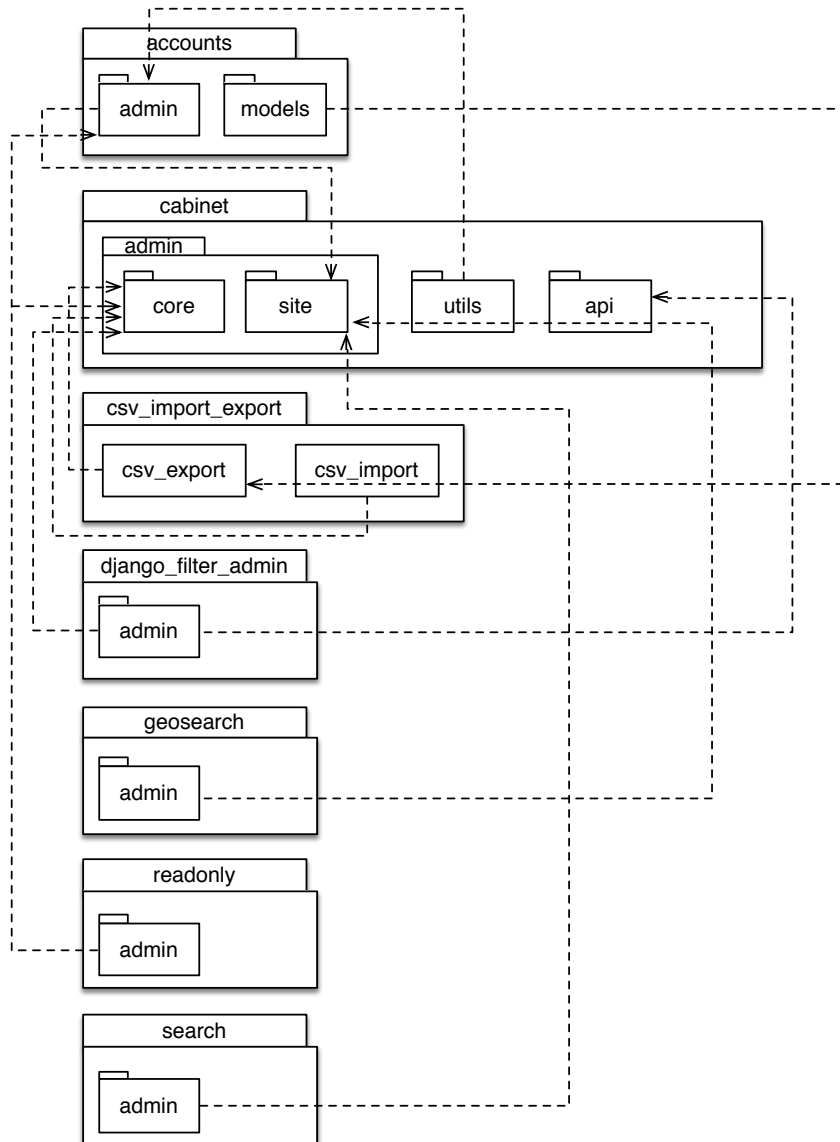 accounts
admin
models
cabinet
admin
core
site
utils
api
csv_import_export
csv_export
csv_import
django_filter_admin
admin
geosearch
admin
readonly
admin
search
admin